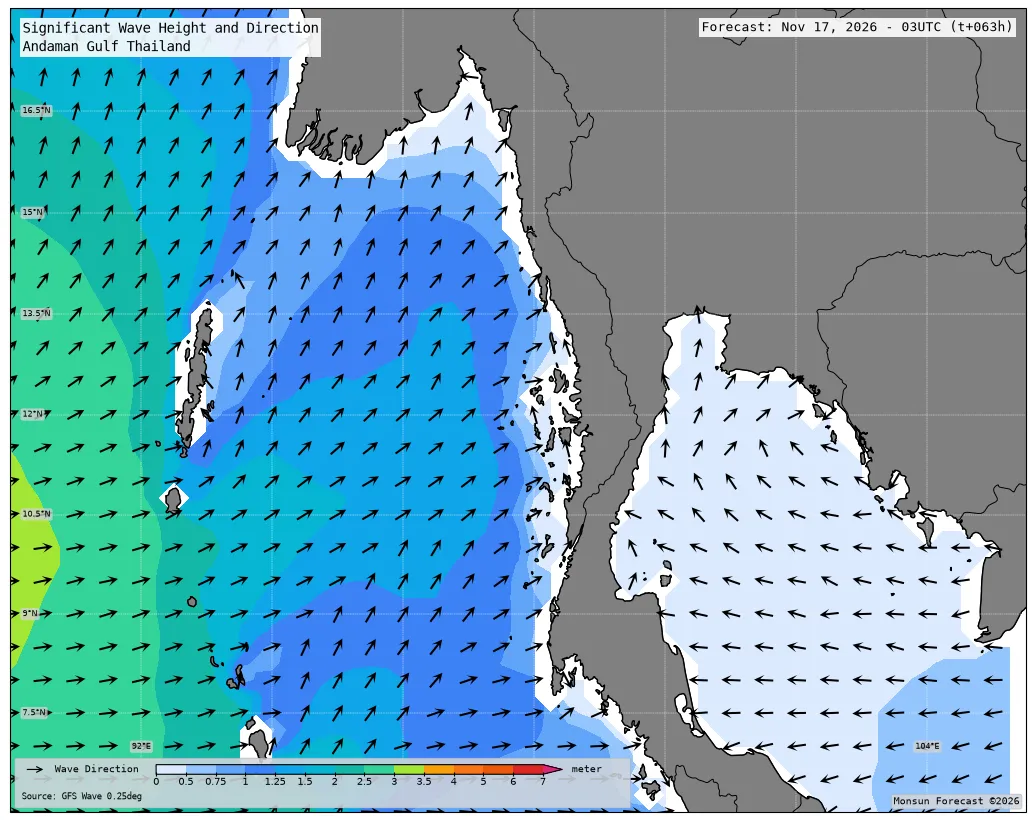 Significant Wave Height and Direction
Andaman Gulf Thailand
Forecast: Nov 17, 2026 - 03UTC (t+063h)
16.5°N
15°N
13.5°N
12°N
10.5°N
9°N
7.5°N
92°E
104°E
Wave Direction
0 0.5 0.75 1 1.25 1.5 2 2.5 3 3.5 4 5 6 7
meter
Source: GFS Wave 0.25deg
Monsun Forecast ©2026